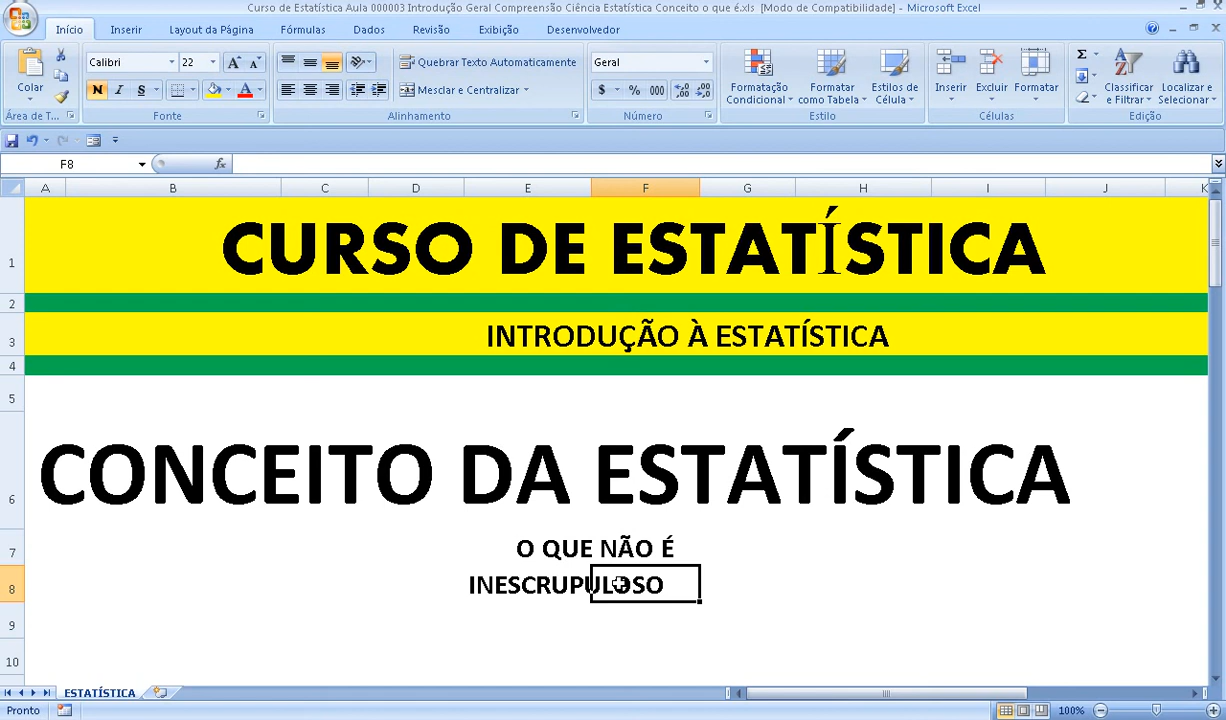 Curso de Estatística Aula 000003 Introdução Geral Compreensão Ciência Estatística Conceito o que é.xls [Modo de Compatibilidade] - Microsoft Excel
Início Inserir Layout da Página Fórmulas Dados Revisão Exibição Desenvolvedor
Colar
Área de T...
Calibri 22
N I S
Fonte
Quebrar Texto Automaticamente
Mesclar e Centralizar
Alinhamento
Geral
$ % 000
Número
Formatação Condicional
Formatar como Tabela
Estilos de Célula
Estilo
Inserir Excluir Formatar
Células
Classificar e Filtrar
Localizar e Selecionar
Edição
F8 fx
A B C D E F G H I J K
1 CURSO DE ESTATÍSTICA
2
3 INTRODUÇÃO À ESTATÍSTICA
4
5
6 CONCEITO DA ESTATÍSTICA
7 O QUE NÃO É
8 INESCRUPULOSO
9
10
ESTATÍSTICA
Pronto 100%